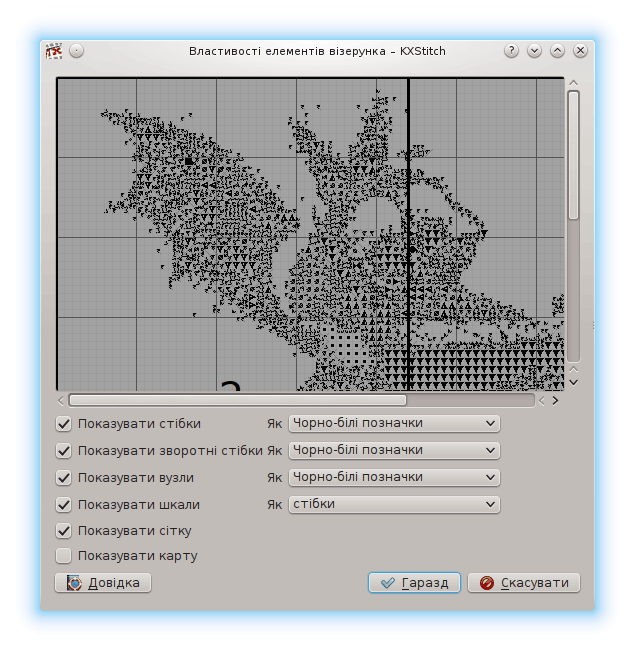 Властивості елементів візерунка – KXStitch
2
Показувати стібки Як Чорно-білі позначки
Показувати зворотні стібки Як Чорно-білі позначки
Показувати вузли Як Чорно-білі позначки
Показувати шкали Як стібки
Показувати сітку
Показувати карту
Довідка Гаразд Скасувати